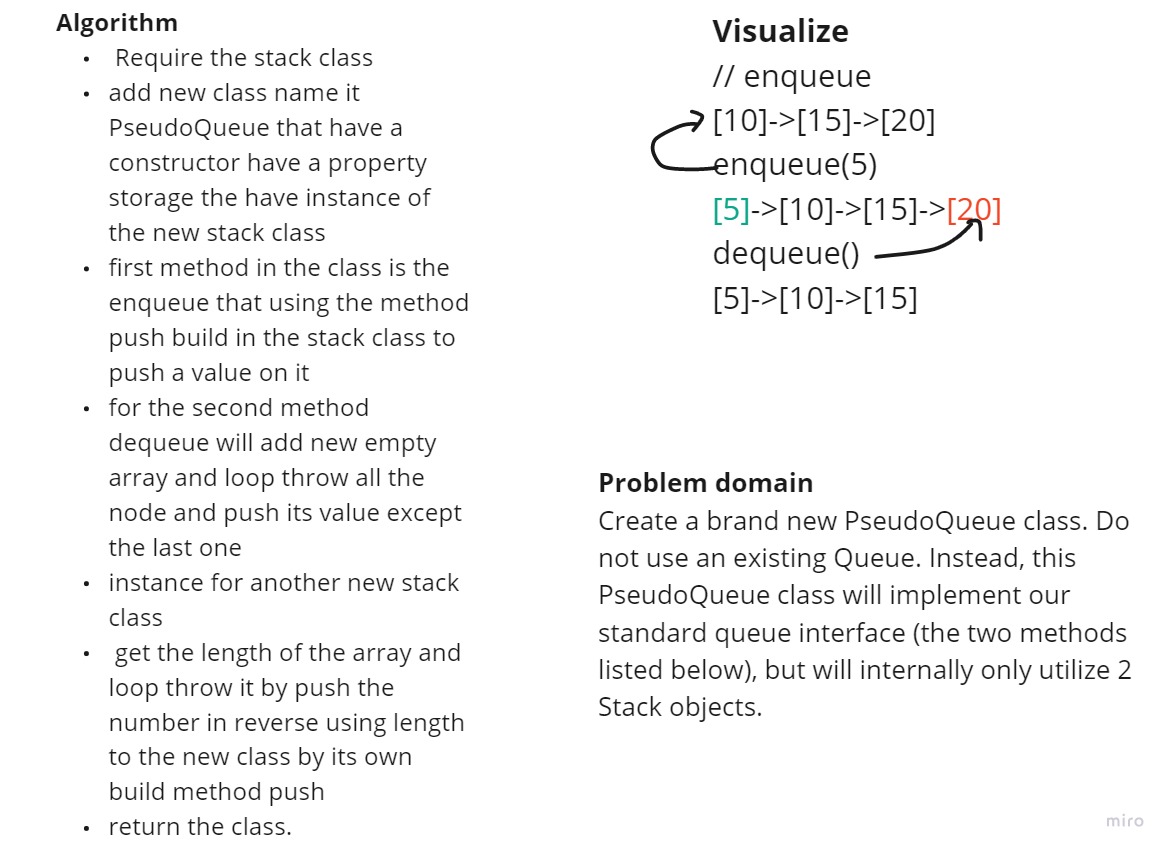 Algorithm
• Require the stack class
• add new class name it
PseudoQueue that have a
constructor have a property
storage the have instance of
the new stack class
• first method in the class is the
enqueue that using the method
push build in the stack class to
push a value on it
• for the second method
dequeue will add new empty
array and loop throw all the
node and push its value except
the last one
• instance for another new stack
class
• get the length of the array and
loop throw it by push the
number in reverse using length
to the new class by its own
build method push
• return the class.
Visualize
// enqueue
[10]->[15]->[20]
enqueue(5)
[5]->[10]->[15]->[20]
dequeue()
[5]->[10]->[15]
Problem domain
Create a brand new PseudoQueue class. Do
not use an existing Queue. Instead, this
PseudoQueue class will implement our
standard queue interface (the two methods
listed below), but will internally only utilize 2
Stack objects.
miro